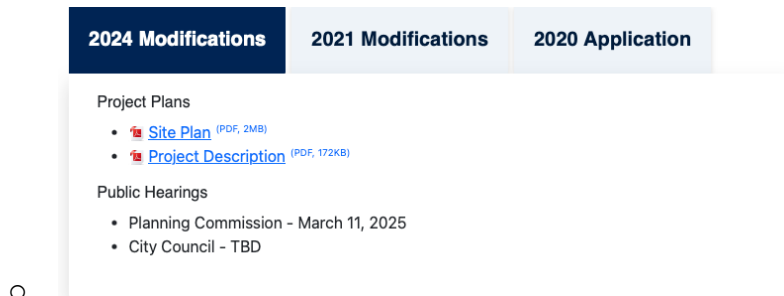 2024 Modifications 2021 Modifications 2020 Application
Project Plans
Site Plan (PDF, 2MB)
Project Description (PDF, 172KB)
Public Hearings
Planning Commission - March 11, 2025
City Council - TBD